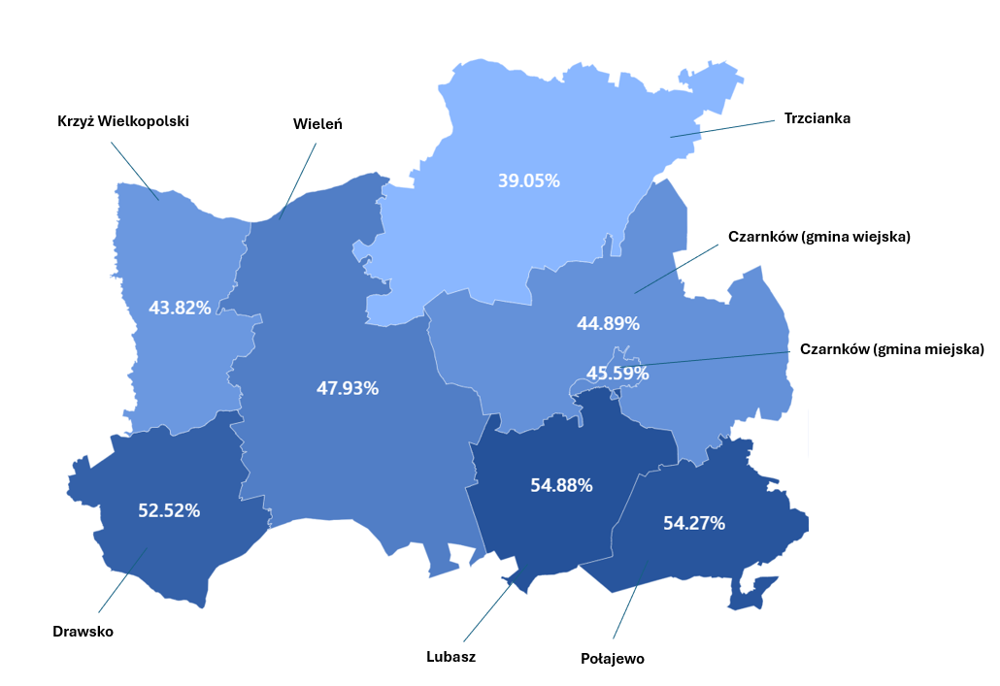 Krzyż Wielkopolski
Wieleń
Trzcianka
39.05%
Czarnków (gmina wiejska)
43.82%
44.89%
Czarnków (gmina miejska)
45.59%
47.93%
54.88%
52.52%
54.27%
Drawsko
Lubasz
Połajewo